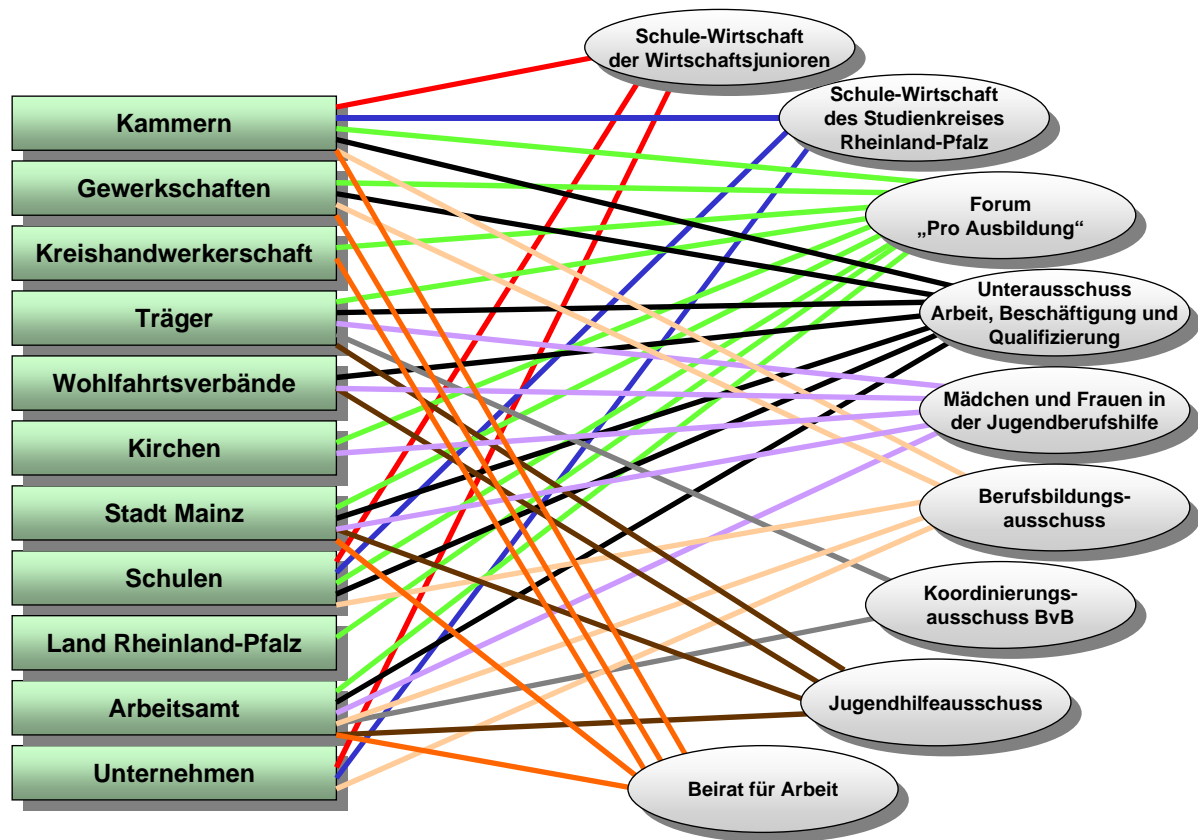 Kammern
Gewerkschaften
Kreishandwerkerschaft
Träger
Wohlfahrtsverbände
Kirchen
Stadt Mainz
Schulen
Land Rheinland-Pfalz
Arbeitsamt
Unternehmen
Schule-Wirtschaft
der Wirtschaftsjunioren
Schule-Wirtschaft
des Studienkreises
Rheinland-Pfalz
Forum
„Pro Ausbildung“
Unterausschuss
Arbeit, Beschäftigung und
Qualifizierung
Mädchen und Frauen in
der Jugendberufshilfe
Berufsbildungs-
ausschuss
Koordinierungs-
ausschuss BvB
Jugendhilfeausschuss
Beirat für Arbeit